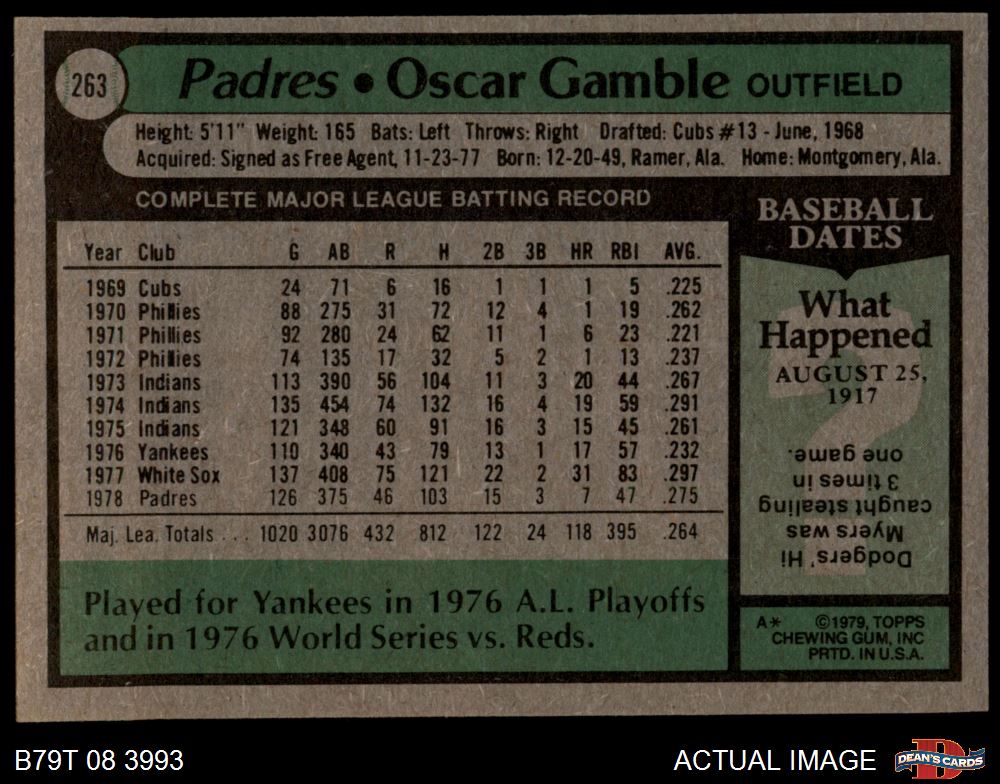 263
Padres • Oscar Gamble OUTFIELD
Height: 5'11" Weight: 165 Bats: Left Throws: Right Drafted: Cubs #13 - June, 1968
Acquired: Signed as Free Agent, 11-23-77 Born: 12-20-49, Ramer, Ala. Home: Montgomery, Ala.
COMPLETE MAJOR LEAGUE BATTING RECORD
Year Club G AB R H 2B 3B HR RBI AVG.
1969 Cubs 24 71 6 16 1 1 1 5 .225
1970 Phillies 88 275 31 72 12 4 1 19 .262
1971 Phillies 92 280 24 62 11 1 6 23 .221
1972 Phillies 74 135 17 32 5 2 1 13 .237
1973 Indians 113 390 56 104 11 3 20 44 .267
1974 Indians 135 454 74 132 16 4 19 59 .291
1975 Indians 121 348 60 91 16 3 15 45 .261
1976 Yankees 110 340 43 79 13 1 17 57 .232
1977 White Sox 137 408 75 121 22 2 31 83 .297
1978 Padres 126 375 46 103 15 3 7 47 .275
Maj. Lea. Totals ... 1020 3076 432 812 122 24 118 395 .264
Played for Yankees in 1976 A.L. Playoffs
and in 1976 World Series vs. Reds.
BASEBALL
DATES
What
Happened
AUGUST 25,
1917
Dodgers' Hi
Myers was
caught stealing
3 times in
one game.
A* ©1979, TOPPS
CHEWING GUM, INC
PRTD. IN U.S.A.
B79T 08 3993
ACTUAL IMAGE
D
DEAN'S CARDS